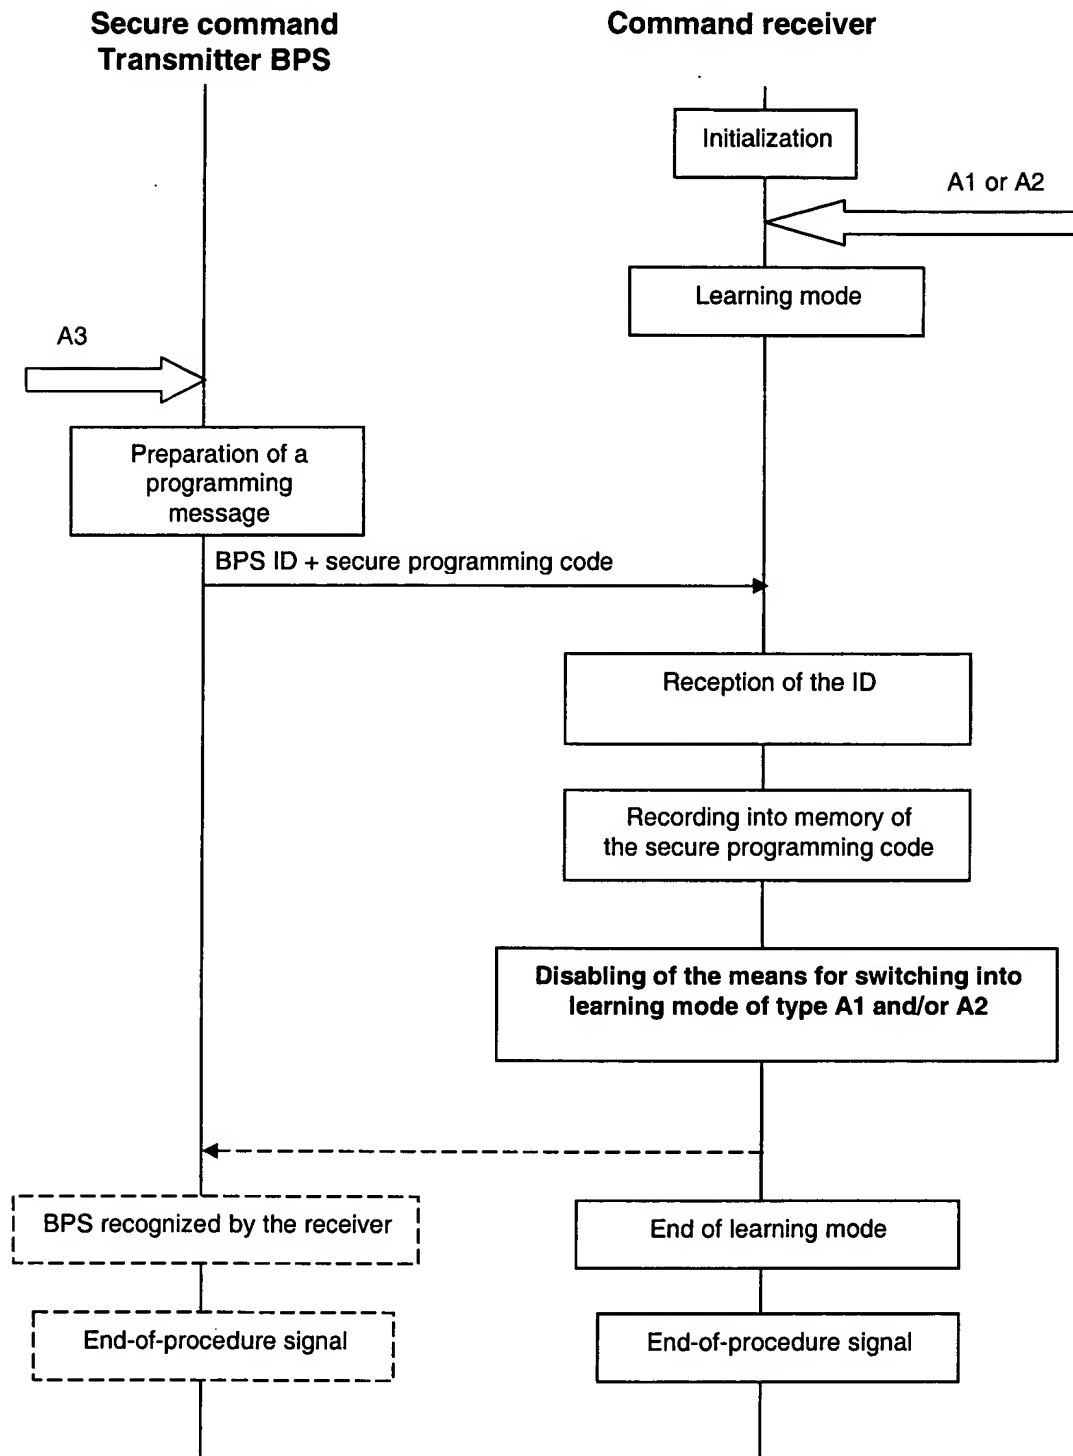 Secure command
Transmitter BPS
Command receiver
Initialization
A1 or A2
Learning mode
A3
Preparation of a
programming
message
BPS ID + secure programming code
Reception of the ID
Recording into memory of
the secure programming code
Disabling of the means for switching into
learning mode of type A1 and/or A2
BPS recognized by the receiver
End of learning mode
End-of-procedure signal
End-of-procedure signal